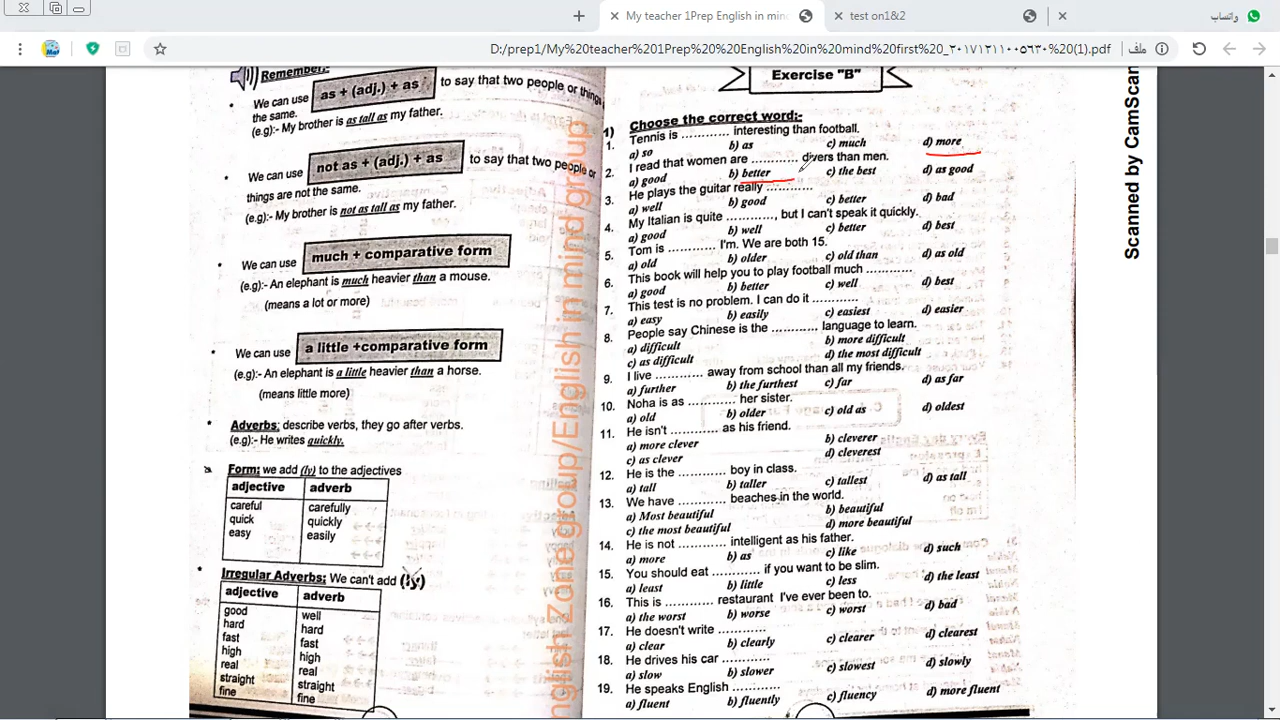 My teacher 1Prep English in mind
test on1&2
واتساب
D:/prep1/My%20teacher%201Prep%20%20English%20in%20mind%20first%20_٢٠١٧١٢١١٠٠٥٦٣٠%20(1).pdf
ملف
Remember:
We can use as + (adj.) + as to say that two people or things
the same.
(e.g):- My brother is as tall as my father.
We can use not as + (adj.) + as to say that two people or
things are not the same.
(e.g):- My brother is not as tall as my father.
We can use much + comparative form
(e.g):- An elephant is much heavier than a mouse.
(means a lot or more)
We can use a little +comparative form
(e.g):- An elephant is a little heavier than a horse.
(means little more)
Adverbs: describe verbs, they go after verbs.
(e.g):- He writes quickly.
Form: we add (ly) to the adjectives
adjective adverb
careful carefully
quick quickly
easy easily
Irregular Adverbs: We can't add (ly)
adjective adverb
good well
hard hard
fast fast
high high
real real
straight straight
fine fine
English Zone group/English in mind group
Exercise "B"
1) Choose the correct word:-
1. Tennis is ............ interesting than football.
a) so b) as c) much d) more
2. I read that women are ............ divers than men.
a) good b) better c) the best d) as good
3. He plays the guitar really ............
a) well b) good c) better d) bad
4. My Italian is quite ............, but I can't speak it quickly.
a) good b) well c) better d) best
5. Tom is ............ I'm. We are both 15.
a) old b) older c) old than d) as old
6. This book will help you to play football much ............
a) good b) better c) well d) best
7. This test is no problem. I can do it ............
a) easy b) easily c) easiest d) easier
8. People say Chinese is the ............ language to learn.
a) difficult b) more difficult
c) as difficult d) the most difficult
9. I live ............ away from school than all my friends.
a) further b) the furthest c) far d) as far
10. Noha is as ............ her sister.
a) old b) older c) old as d) oldest
11. He isn't ............ as his friend.
a) more clever b) cleverer
c) as clever d) cleverest
12. He is the ............ boy in class.
a) tall b) taller c) tallest d) as tall
13. We have ............ beaches in the world.
a) Most beautiful b) beautiful
c) the most beautiful d) more beautiful
14. He is not ............ intelligent as his father.
a) more b) as c) like d) such
15. You should eat ............ if you want to be slim.
a) least b) little c) less d) the least
16. This is ............ restaurant I've ever been to.
a) the worst b) worse c) worst d) bad
17. He doesn't write ............
a) clear b) clearly c) clearer d) clearest
18. He drives his car ............
a) slow b) slower c) slowest d) slowly
19. He speaks English ............
a) fluent b) fluently c) fluency d) more fluent
Scanned by CamScan